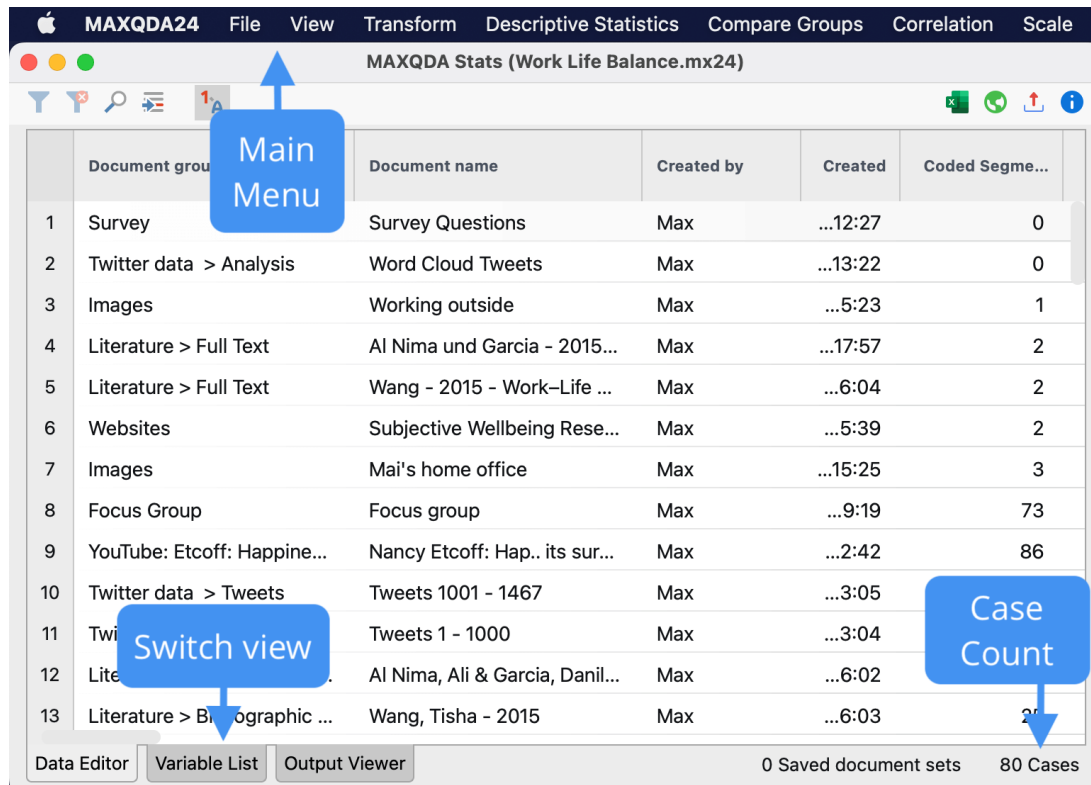 MAXQDA24 File View Transform Descriptive Statistics Compare Groups Correlation Scale
MAXQDA Stats (Work Life Balance.mx24)
Main
Menu
Document grou Document name Created by Created Coded Segme...
1 Survey Survey Questions Max ...12:27 0
2 Twitter data > Analysis Word Cloud Tweets Max ...13:22 0
3 Images Working outside Max ...5:23 1
4 Literature > Full Text Al Nima und Garcia - 2015... Max ...17:57 2
5 Literature > Full Text Wang - 2015 - Work–Life ... Max ...6:04 2
6 Websites Subjective Wellbeing Rese... Max ...5:39 2
7 Images Mai's home office Max ...15:25 3
8 Focus Group Focus group Max ...9:19 73
9 YouTube: Etcoff: Happine... Nancy Etcoff: Hap.. its sur... Max ...2:42 86
10 Twitter data > Tweets Tweets 1001 - 1467 Max ...3:05
11 Twi Tweets 1 - 1000 Max ...3:04
Switch view
Case
Count
12 Lite Al Nima, Ali & Garcia, Danil... Max ...6:02
13 Literature > Wang, Tisha - 2015 Max ...6:03
Data Editor Variable List Output Viewer 0 Saved document sets 80 Cases